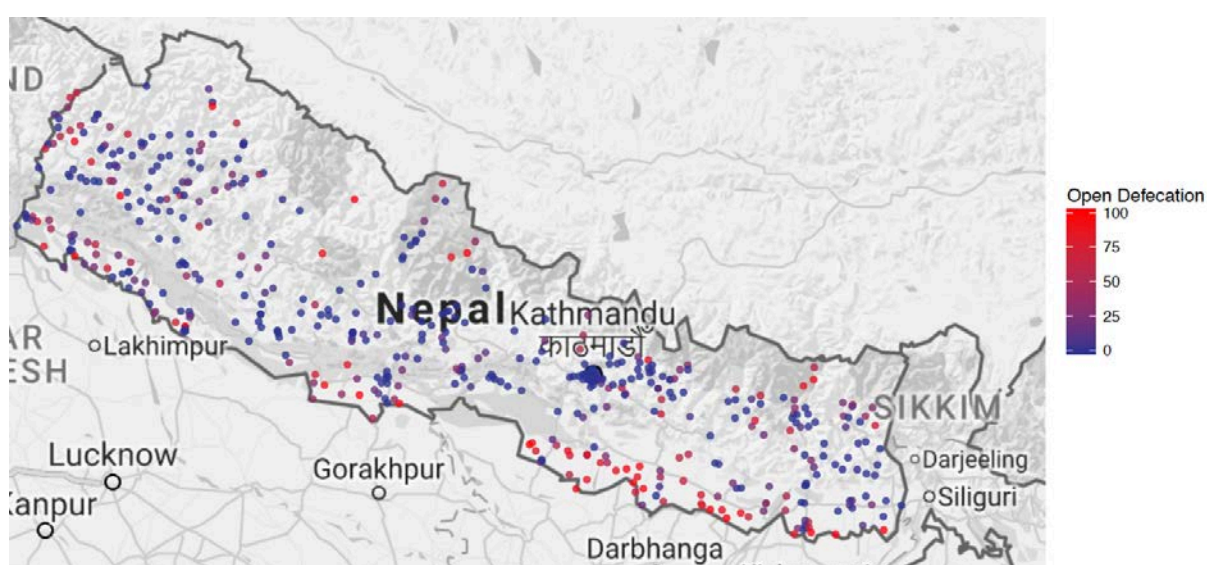 ND
Open Defecation
100
75
50
25
0
Nepal
Kathmandu
काठमाडौं
AR
ESH
Lakhimpur
SIKKIM
Lucknow
Gorakhpur
Darjeeling
Kanpur
Siliguri
Darbhanga